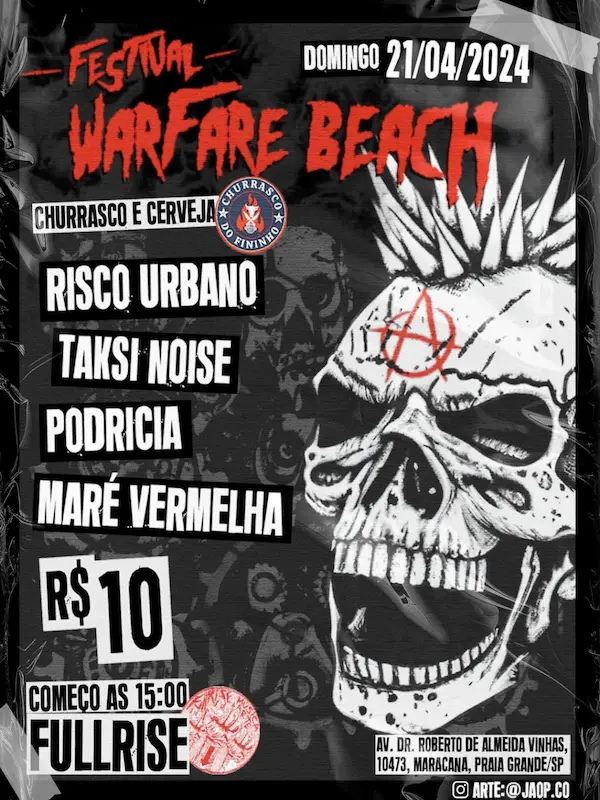 FESTIVAL
WARFARE BEACH
DOMINGO 21/04/2024
CHURRASCO E CERVEJA
CHURRASCO
DO FININHO
RISCO URBANO
TAKSI NOISE
PODRICIA
MARÉ VERMELHA
R$ 10
COMEÇO AS 15:00
FULLRISE
AV. DR. ROBERTO DE ALMEIDA VINHAS,
10473, MARACANA, PRAIA GRANDE/SP
ARTE:@JAOP.CO